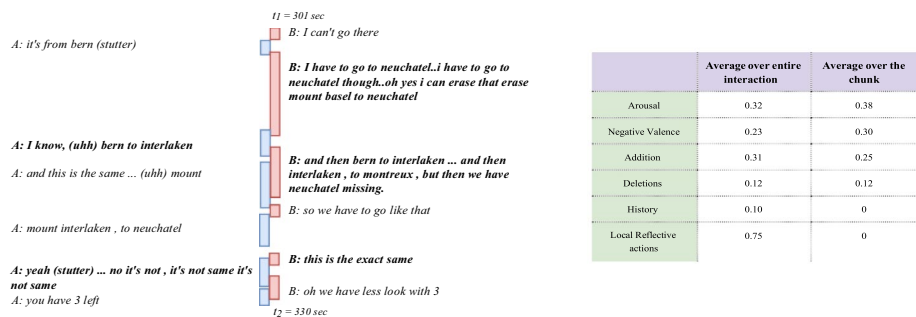 t1 = 301 sec
B: I can't go there
A: it's from bern (stutter)
B: I have to go to neuchatel..i have to go to
neuchatel though..oh yes i can erase that erase
mount basel to neuchatel
A: I know, (uhh) bern to interlaken
B: and then bern to interlaken ... and then
interlaken , to montreux , but then we have
neuchatel missing.
A: and this is the same ... (uhh) mount
B: so we have to go like that
A: mount interlaken , to neuchatel
B: this is the exact same
A: yeah (stutter) ... no it's not , it's not same it's
not same
B: oh we have less look with 3
A: you have 3 left
t2 = 330 sec
Average over entire interaction Average over the chunk
Arousal 0.32 0.38
Negative Valence 0.23 0.30
Addition 0.31 0.25
Deletions 0.12 0.12
History 0.10 0
Local Reflective actions 0.75 0